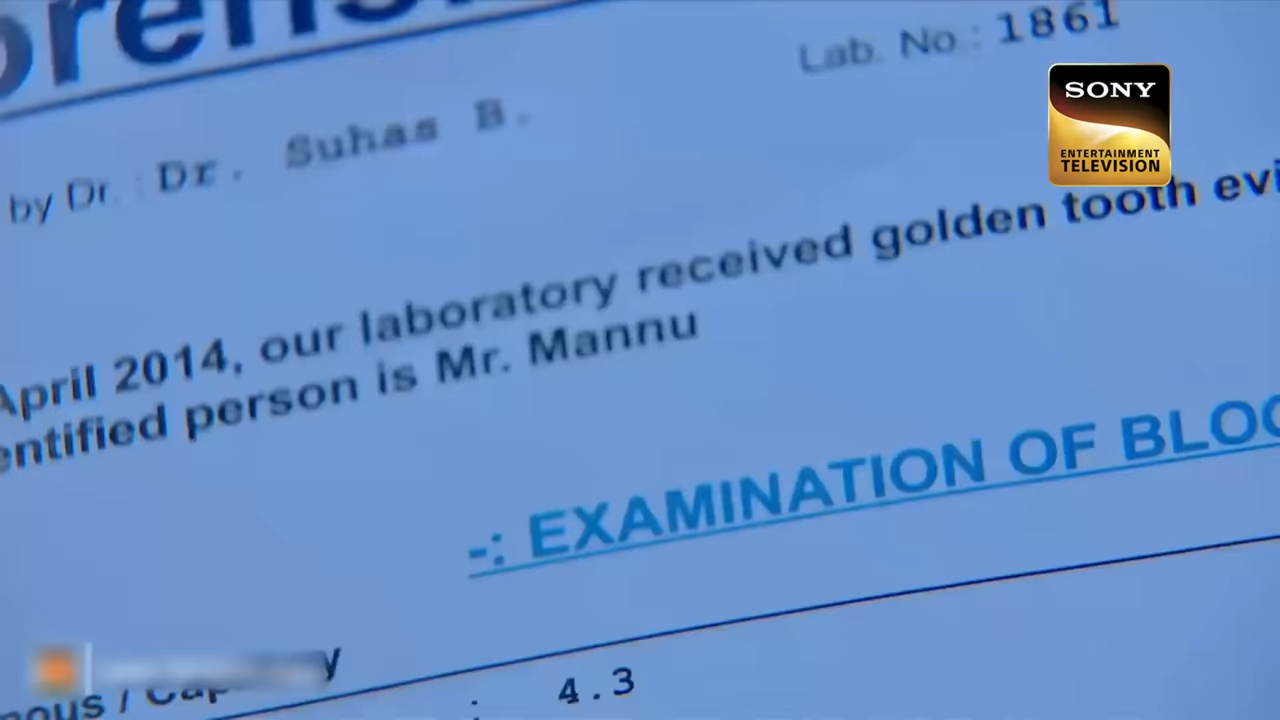 Lab. No.: 1861
SONY
ENTERTAINMENT
TELEVISION
by Dr. : Dr. Suhas B.
April 2014, our laboratory received golden tooth evi
entified person is Mr. Mannu
-: EXAMINATION OF BLOO
: 4.3